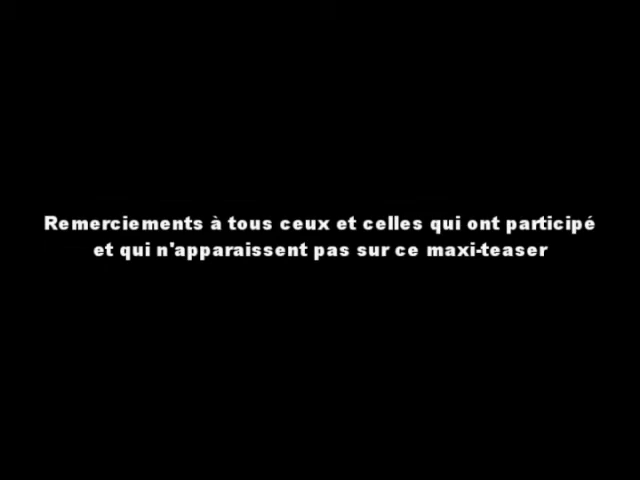 Remerciements à tous ceux et celles qui ont participé
et qui n'apparaissent pas sur ce maxi-teaser